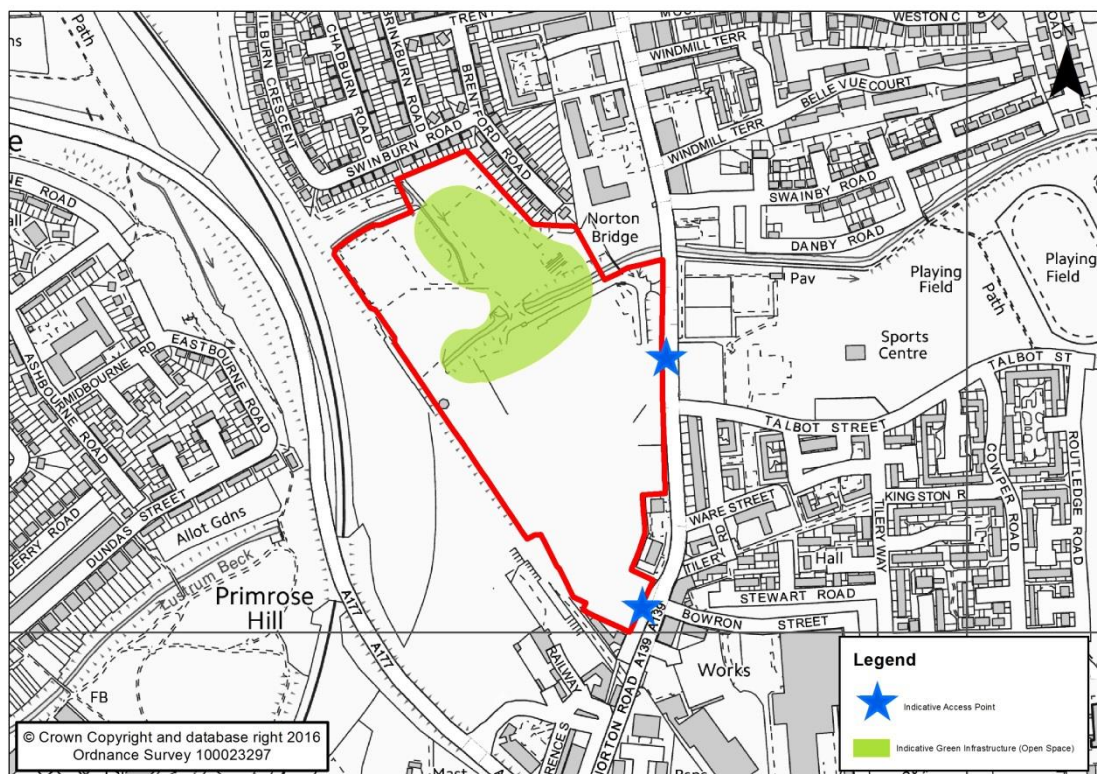 Path
TILBURN CRESCENT
CHADBURN ROAD
BRINKBURN ROAD
TRENT
BRENTFORD ROAD
SWINBURN ROAD
WINDMILL TERR
WESTON C
BELLE VUE COURT
WINDMILL TERR
SWAINBY ROAD
DANBY ROAD
Norton
Bridge
Pav
Playing
Field
Path
Playing
Field
Sports
Centre
TALBOT ST
TALBOT STREET
e
NE ROAD
all
ASHBOURNE ROAD
MIDBOURNE RD
EASTBOURNE ROAD
DERRY ROAD
DUNDAS STREET
Allot Gdns
Lustrum Beck
Primrose
Hill
A177
A177
FB
WARE STREET
KINGSTON R
TILERY WAY
COWPER ROAD
ROUTLEDGE ROAD
Hall
STEWART ROAD
BOWRON STREET
A139
NORTON ROAD A139
RAILWAY
RENCE S
Works
Mast
Legend
Indicative Access Point
Indicative Green Infrastructure (Open Space)
© Crown Copyright and database right 2016
Ordnance Survey 100023297